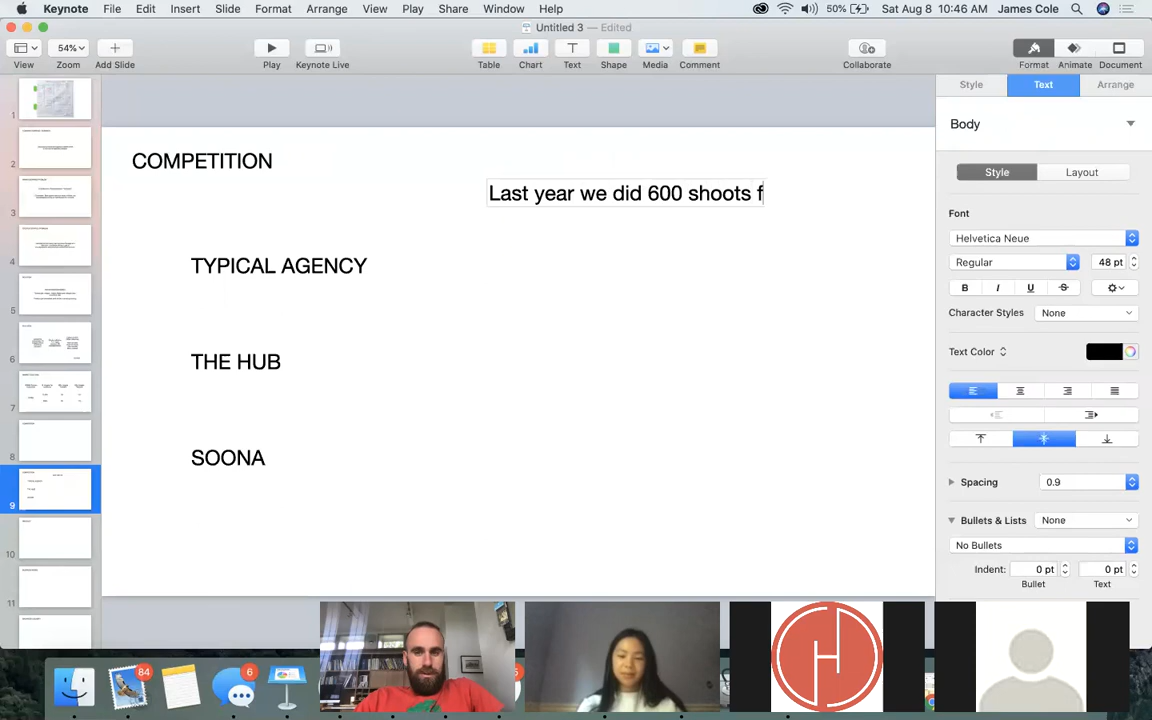 Keynote File Edit Insert Slide Format Arrange View Play Share Window Help 50% Sat Aug 8 10:46 AM James Cole
Untitled 3 — Edited
54%
View Zoom Add Slide Play Keynote Live Table Chart Text Shape Media Comment Collaborate Format Animate Document
Style Text Arrange
Body
Style Layout
Font
Helvetica Neue
Regular 48 pt
B I U S
Character Styles None
Text Color
Spacing 0.9
Bullets & Lists None
No Bullets
Indent: 0 pt 0 pt
Bullet Text
1
2
3
4
5
6
7
8
9
10
11
COMPETITION
Last year we did 600 shoots f
TYPICAL AGENCY
THE HUB
SOONA
84
6
H